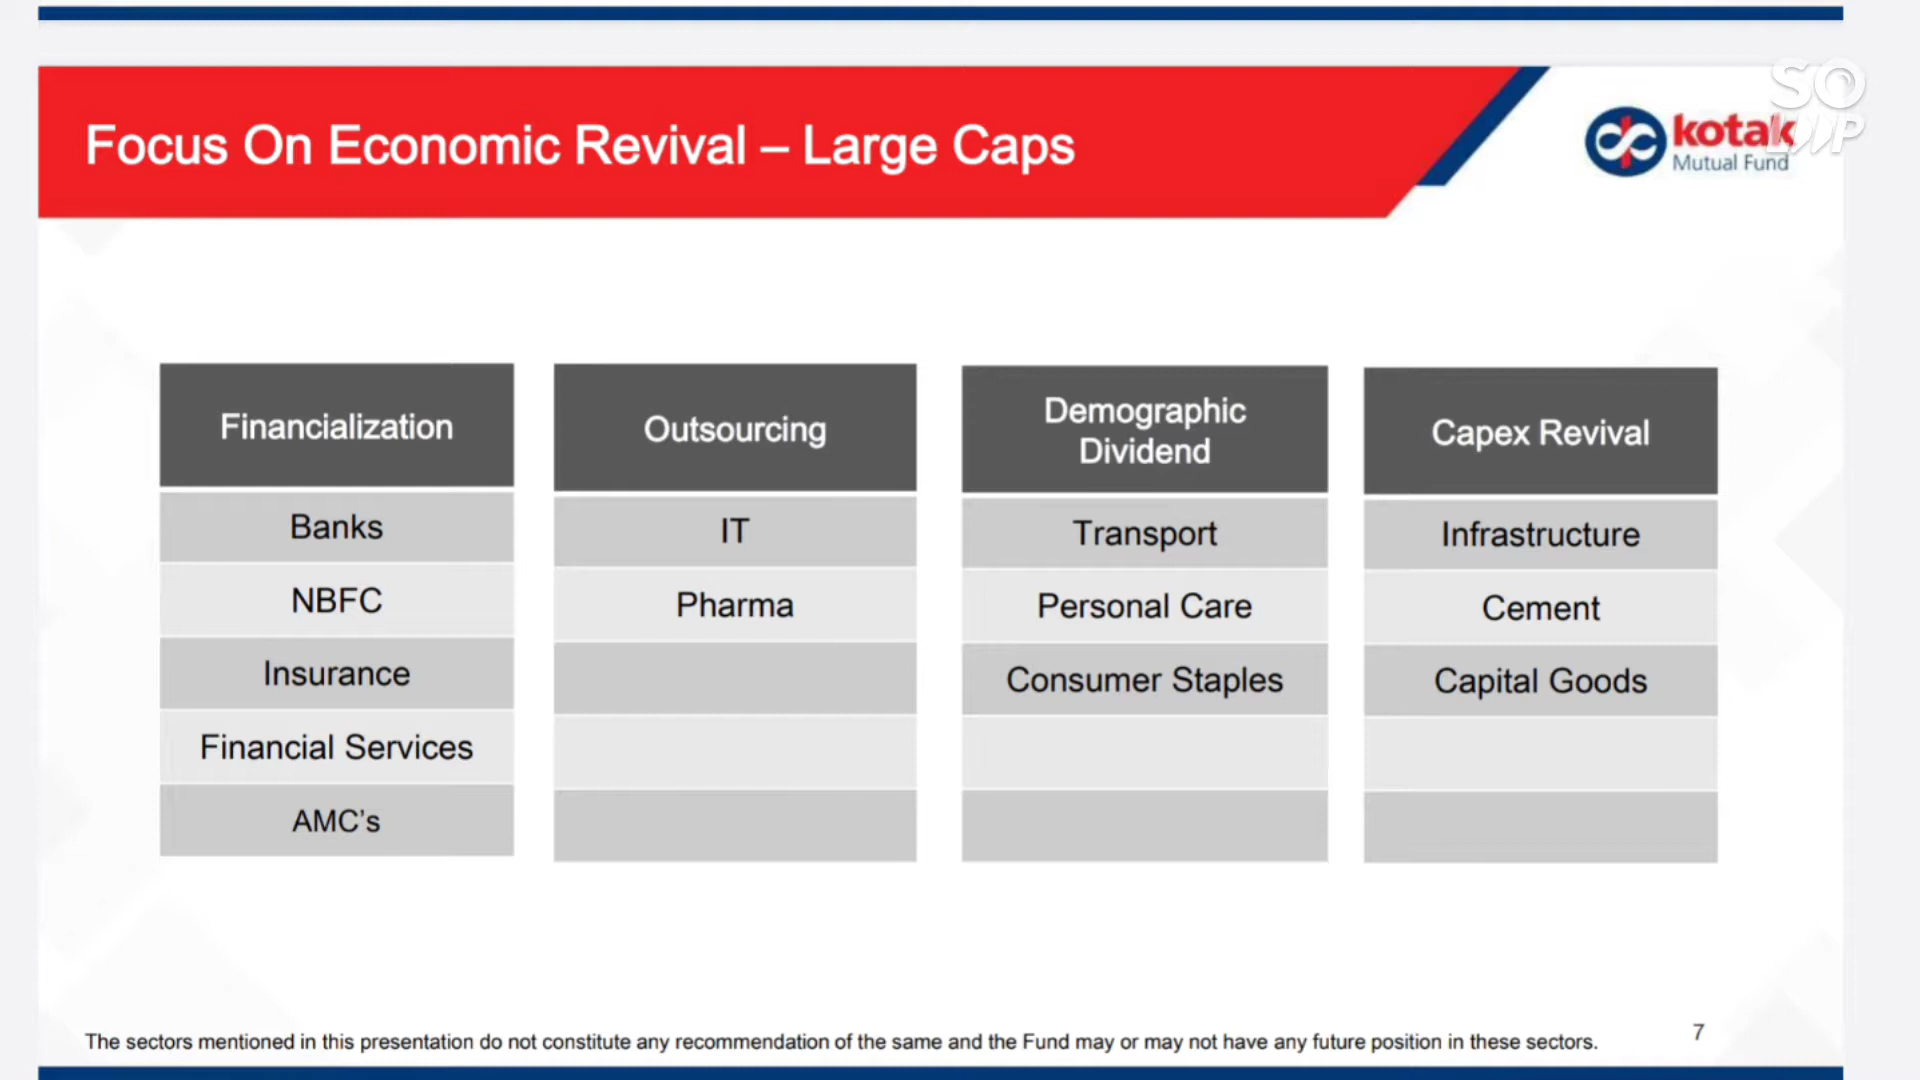 Focus On Economic Revival – Large Caps
kotak
Mutual Fund
SO
UP
Financialization
Banks
NBFC
Insurance
Financial Services
AMC's
Outsourcing
IT
Pharma
Demographic
Dividend
Transport
Personal Care
Consumer Staples
Capex Revival
Infrastructure
Cement
Capital Goods
The sectors mentioned in this presentation do not constitute any recommendation of the same and the Fund may or may not have any future position in these sectors.
7